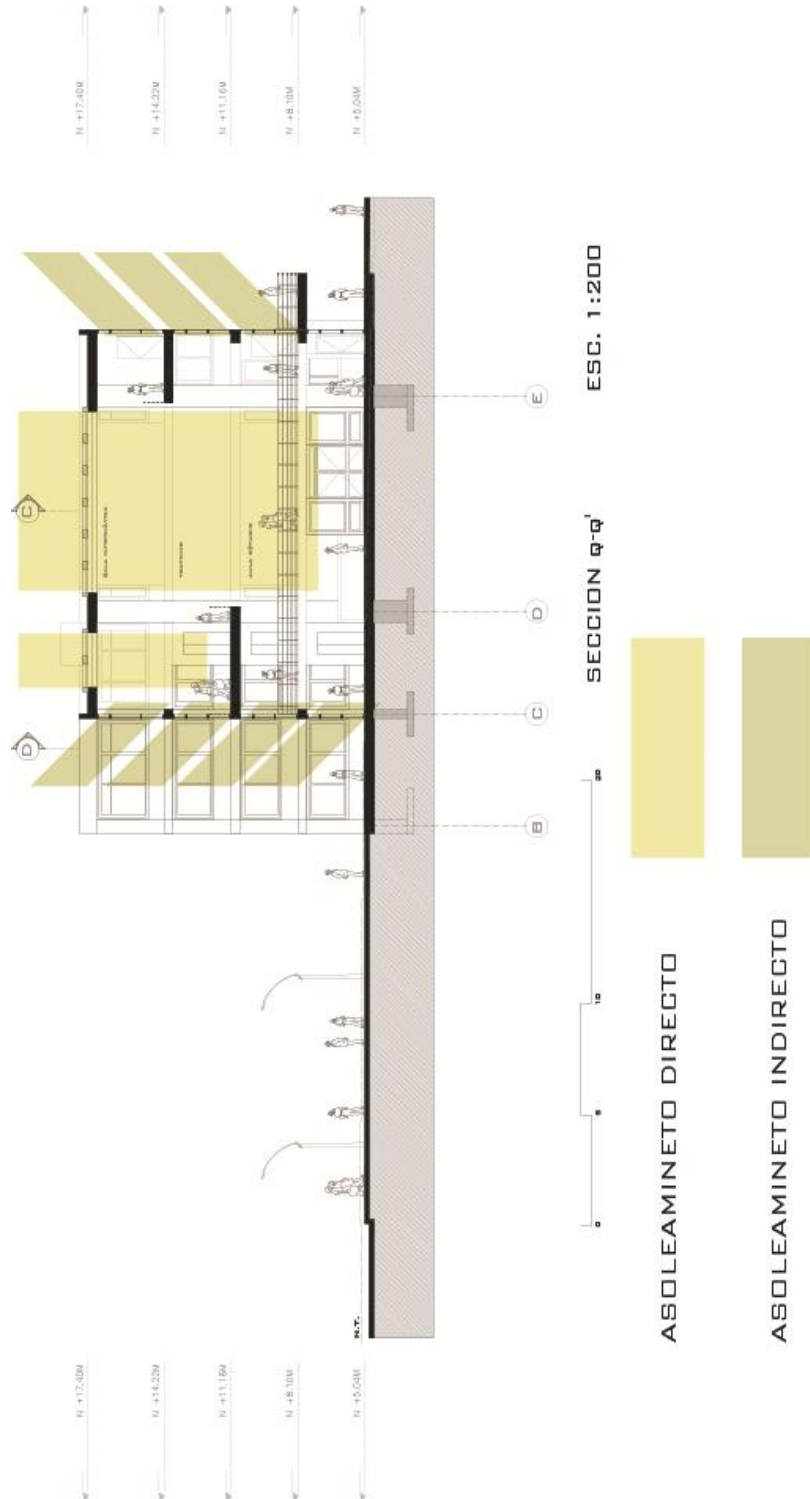 N +17.40M
N +14.22M
N +11.16M
N +8.10M
N +5.04M
N +17.40M
N +14.22M
N +11.16M
N +8.10M
N +5.04M
D
C
N.T.
B
C
D
E
SECCION q-q'
ESC. 1:200
0
5
10
20
ASOLEAMINETO DIRECTO
ASOLEAMINETO INDIRECTO